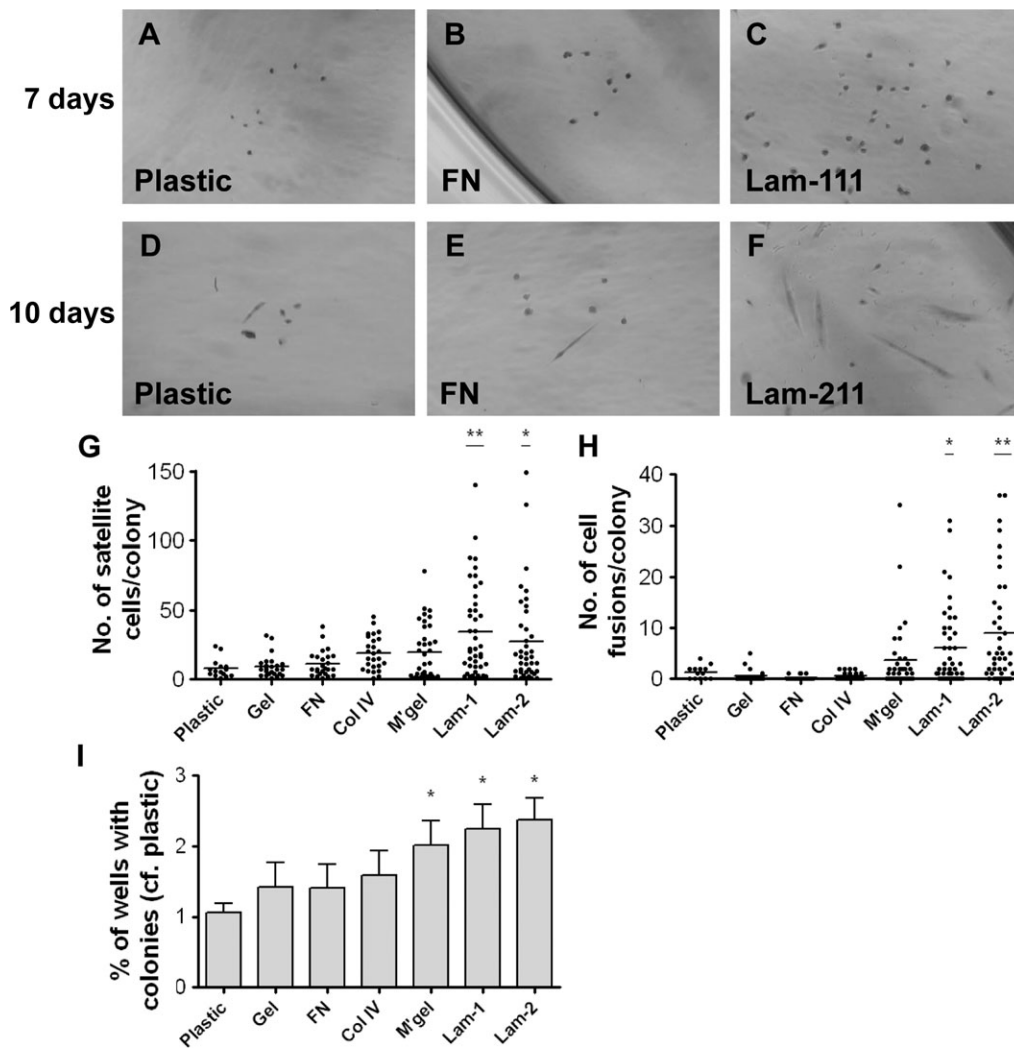 A
B
C
7 days
Plastic
FN
Lam-111
D
E
F
10 days
Plastic
FN
Lam-211
G
** *
No. of satellite
cells/colony
150
100
50
0
Plastic Gel FN Col IV M'gel Lam-1 Lam-2
H
* **
No. of cell
fusions/colony
40
30
20
10
0
Plastic Gel FN Col IV M'gel Lam-1 Lam-2
I
* * *
% of wells with
colonies (cf. plastic)
3
2
1
0
Plastic Gel FN Col IV M'gel Lam-1 Lam-2